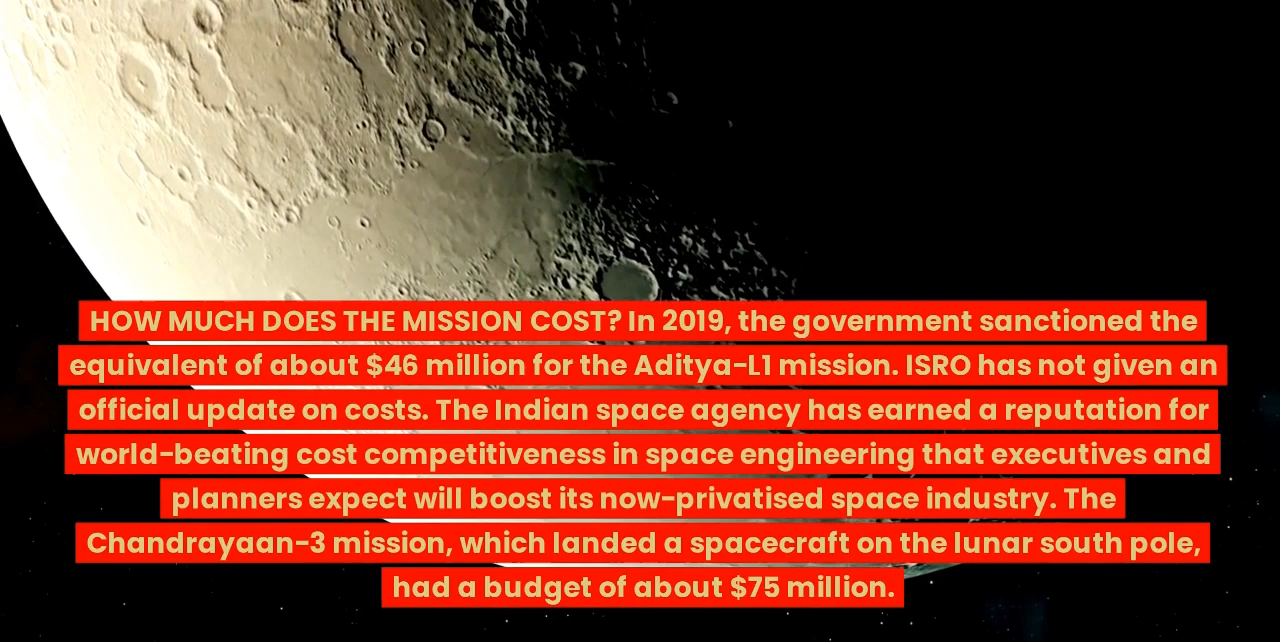 HOW MUCH DOES THE MISSION COST? In 2019, the government sanctioned the
equivalent of about $46 million for the Aditya-L1 mission. ISRO has not given an
official update on costs. The Indian space agency has earned a reputation for
world-beating cost competitiveness in space engineering that executives and
planners expect will boost its now-privatised space industry. The
Chandrayaan-3 mission, which landed a spacecraft on the lunar south pole,
had a budget of about $75 million.